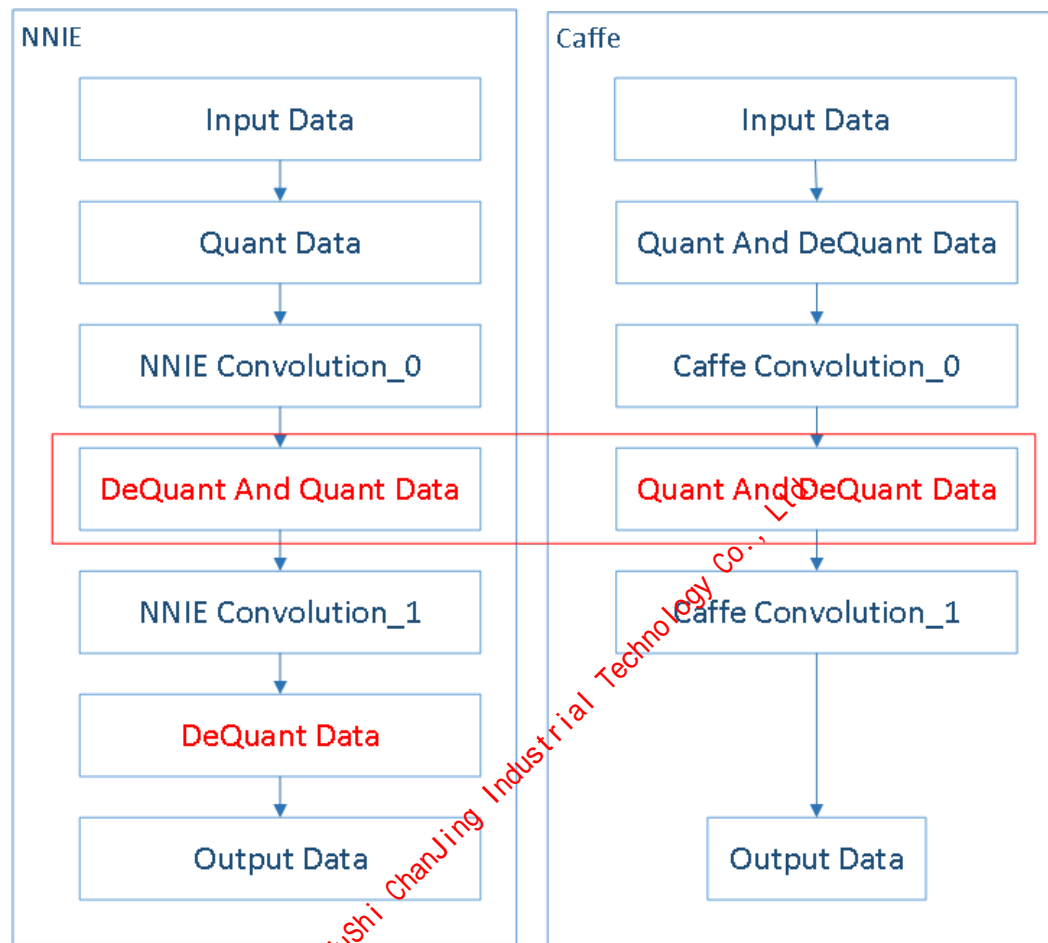 NNIE
Input Data
Quant Data
NNIE Convolution_0
DeQuant And Quant Data
NNIE Convolution_1
DeQuant Data
Output Data
Caffe
Input Data
Quant And DeQuant Data
Caffe Convolution_0
Quant And DeQuant Data
Caffe Convolution_1
Output Data
ChanJing Industrial Technology Co., Ltd.